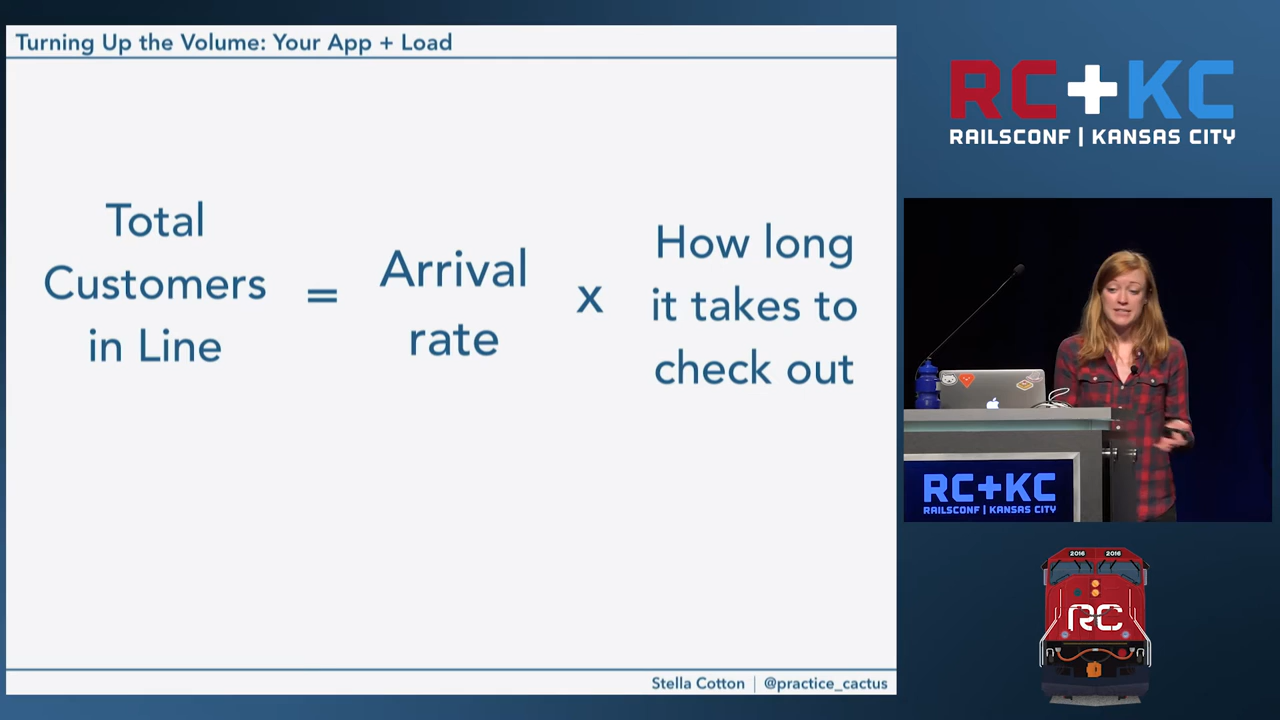 Turning Up the Volume: Your App + Load
Total
Customers
in Line
=
Arrival
rate
x
How long
it takes to
check out
Stella Cotton | @practice_cactus
RC+KC
RAILSCONF | KANSAS CITY
RC+KC
RAILSCONF | KANSAS CITY
2016 2016
RC